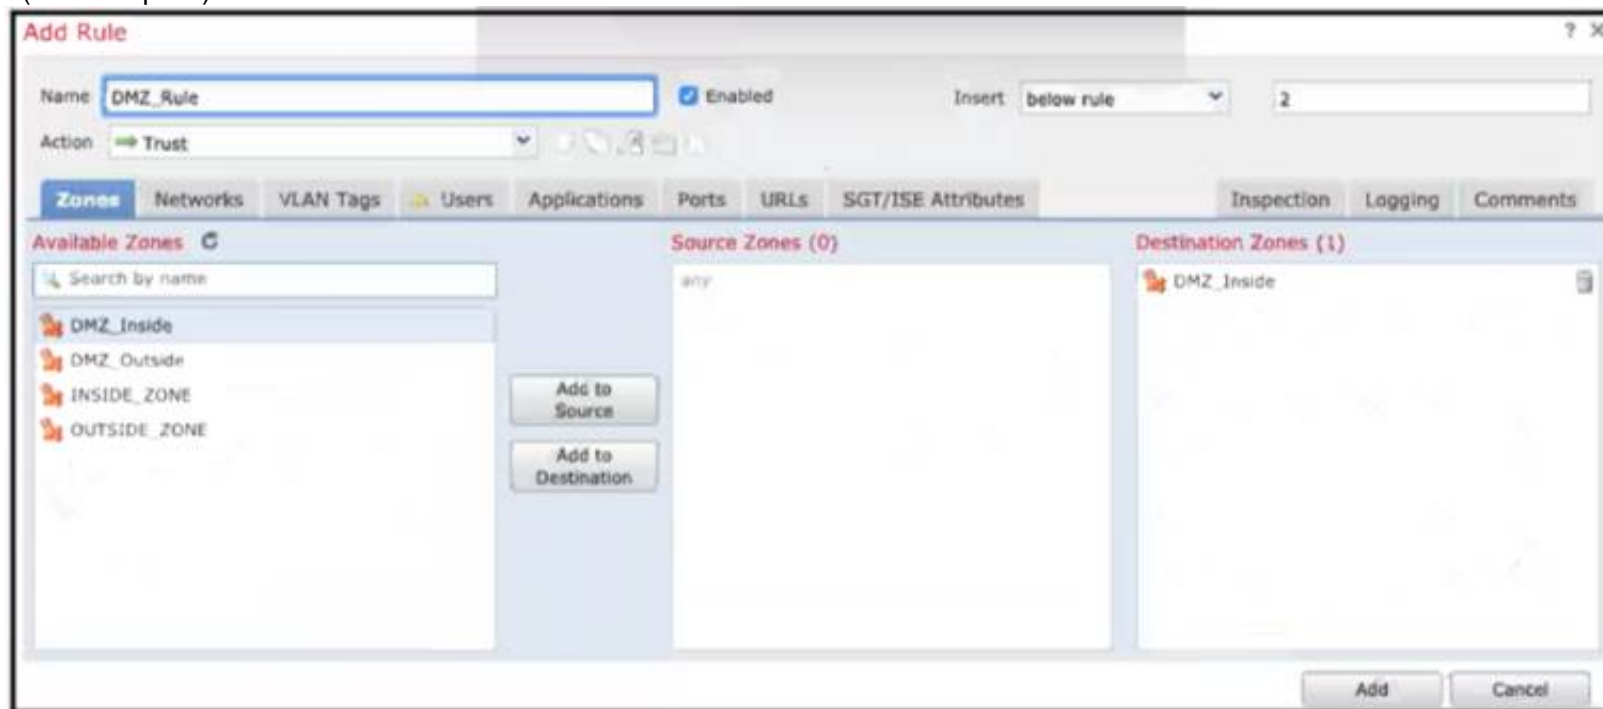 Add Rule ? X
Name DMZ_Rule Enabled Insert below rule 2
Action Trust
Zones Networks VLAN Tags Users Applications Ports URLs SGT/ISE Attributes Inspection Logging Comments
Available Zones Source Zones (0) Destination Zones (1)
Search by name any DMZ_Inside
DMZ_Inside
DMZ_Outside
INSIDE_ZONE
OUTSIDE_ZONE
Add to
Source
Add to
Destination
Add Cancel